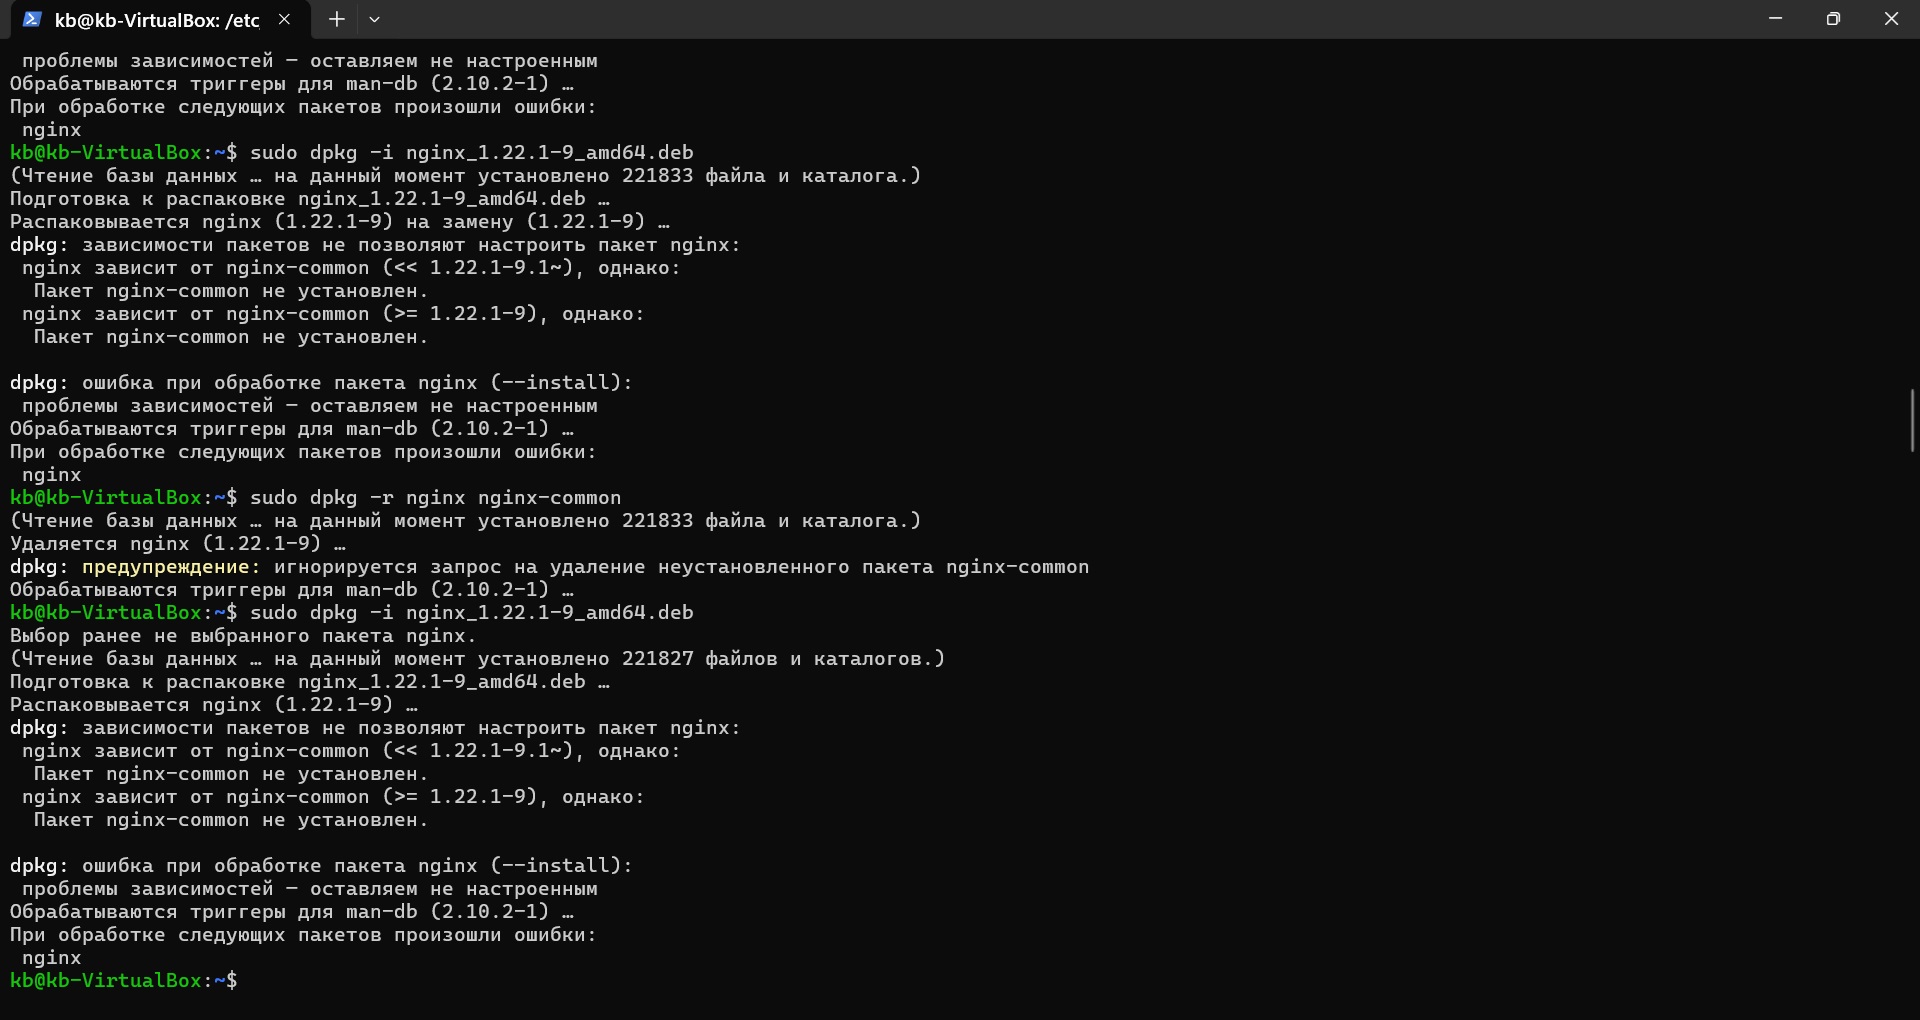 kb@kb-VirtualBox: /etc
 проблемы зависимостей — оставляем не настроенным
Обрабатываются триггеры для man-db (2.10.2-1) …
При обработке следующих пакетов произошли ошибки:
 nginx
kb@kb-VirtualBox:~$ sudo dpkg -i nginx_1.22.1-9_amd64.deb
(Чтение базы данных … на данный момент установлено 221833 файла и каталога.)
Подготовка к распаковке nginx_1.22.1-9_amd64.deb …
Распаковывается nginx (1.22.1-9) на замену (1.22.1-9) …
dpkg: зависимости пакетов не позволяют настроить пакет nginx:
 nginx зависит от nginx-common (<< 1.22.1-9.1~), однако:
  Пакет nginx-common не установлен.
 nginx зависит от nginx-common (>= 1.22.1-9), однако:
  Пакет nginx-common не установлен.

dpkg: ошибка при обработке пакета nginx (--install):
 проблемы зависимостей — оставляем не настроенным
Обрабатываются триггеры для man-db (2.10.2-1) …
При обработке следующих пакетов произошли ошибки:
 nginx
kb@kb-VirtualBox:~$ sudo dpkg -r nginx nginx-common
(Чтение базы данных … на данный момент установлено 221833 файла и каталога.)
Удаляется nginx (1.22.1-9) …
dpkg: предупреждение: игнорируется запрос на удаление неустановленного пакета nginx-common
Обрабатываются триггеры для man-db (2.10.2-1) …
kb@kb-VirtualBox:~$ sudo dpkg -i nginx_1.22.1-9_amd64.deb
Выбор ранее не выбранного пакета nginx.
(Чтение базы данных … на данный момент установлено 221827 файлов и каталогов.)
Подготовка к распаковке nginx_1.22.1-9_amd64.deb …
Распаковывается nginx (1.22.1-9) …
dpkg: зависимости пакетов не позволяют настроить пакет nginx:
 nginx зависит от nginx-common (<< 1.22.1-9.1~), однако:
  Пакет nginx-common не установлен.
 nginx зависит от nginx-common (>= 1.22.1-9), однако:
  Пакет nginx-common не установлен.

dpkg: ошибка при обработке пакета nginx (--install):
 проблемы зависимостей — оставляем не настроенным
Обрабатываются триггеры для man-db (2.10.2-1) …
При обработке следующих пакетов произошли ошибки:
 nginx
kb@kb-VirtualBox:~$